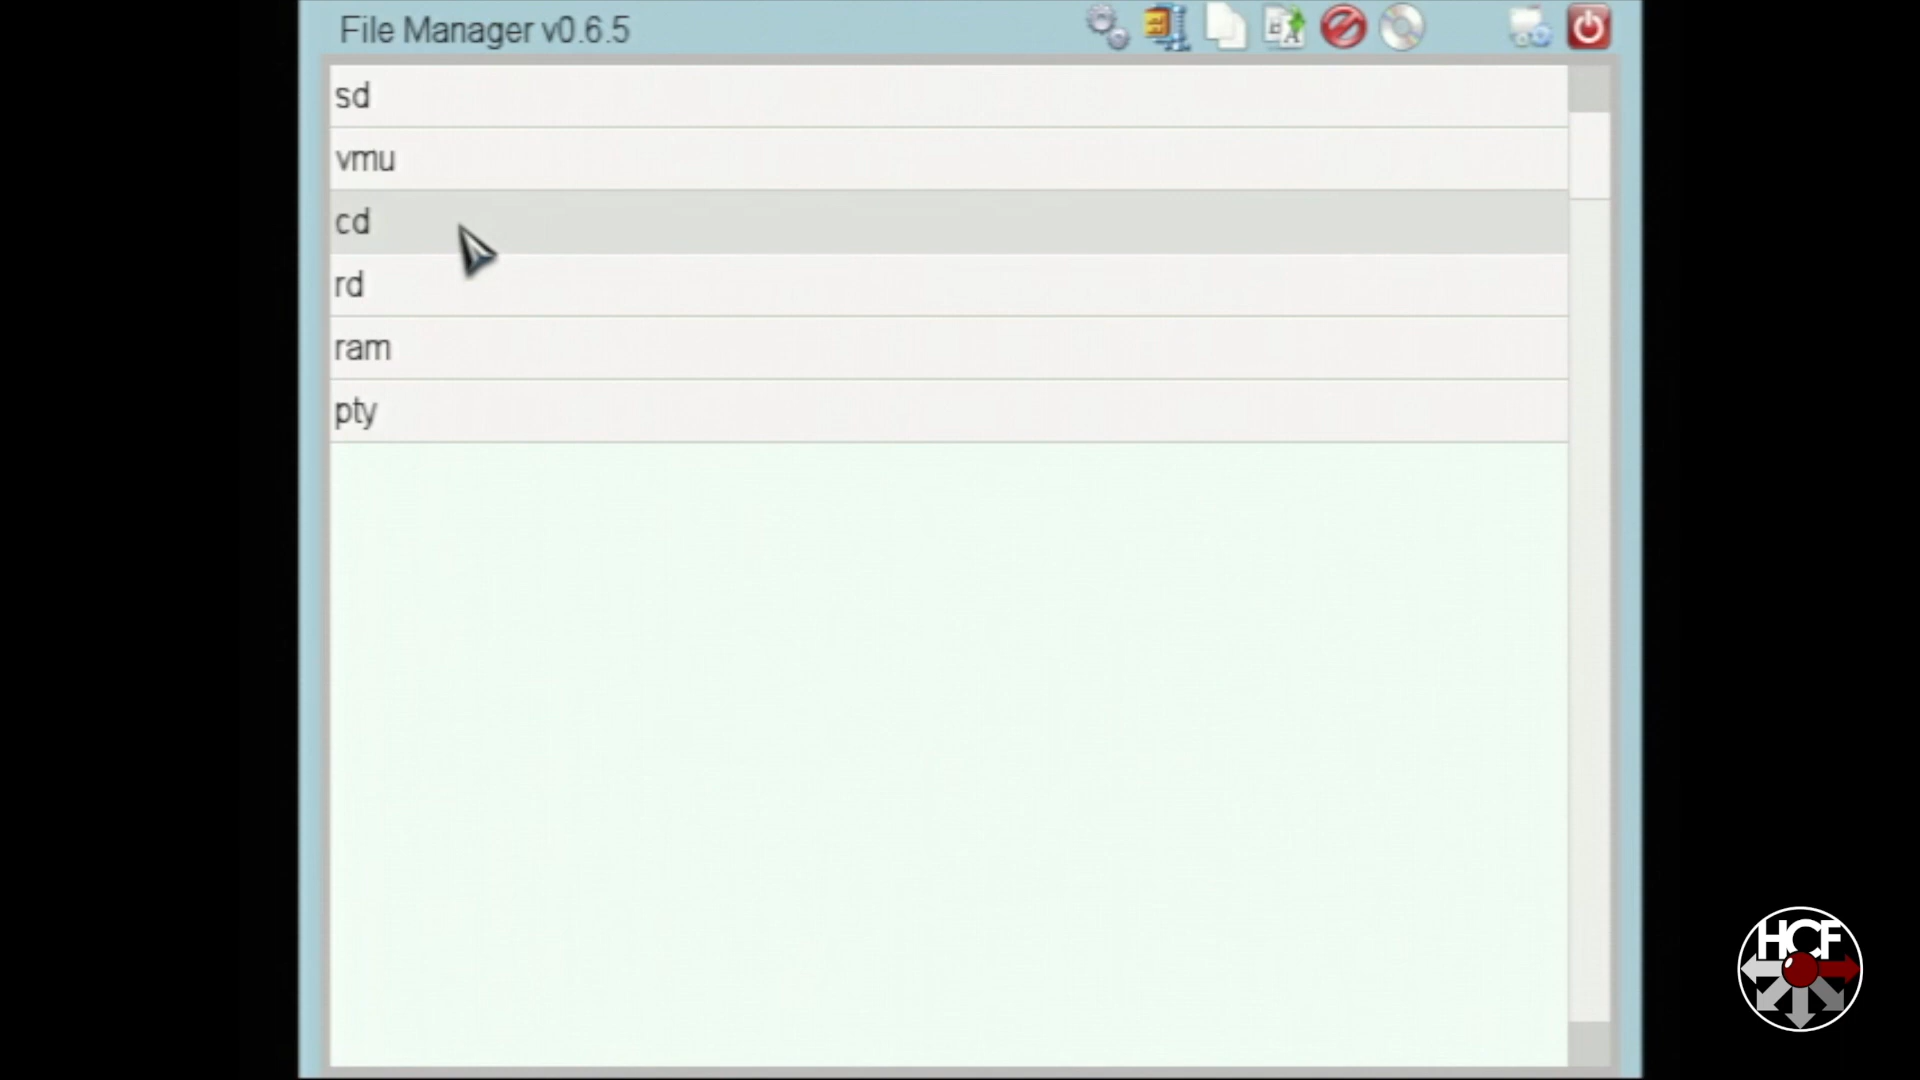 File Manager v0.6.5
sd
vmu
cd
rd
ram
pty
HCF